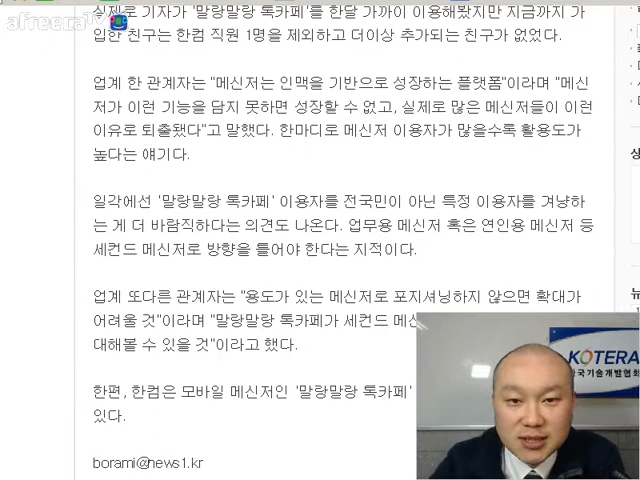 afreecaTV
실제로 기자가 '말랑말랑 톡카페'를 한달 가까이 이용해봤지만 지금까지 가
입한 친구는 한컴 직원 1명을 제외하고 더이상 추가되는 친구가 없었다.
업계 한 관계자는 "메신저는 인맥을 기반으로 성장하는 플랫폼"이라며 "메신
저가 이런 기능을 담지 못하면 성장할 수 없고, 실제로 많은 메신저들이 이런
이유로 퇴출됐다"고 말했다. 한마디로 메신저 이용자가 많을수록 활용도가
높다는 얘기다.
일각에선 '말랑말랑 톡카페' 이용자를 전국민이 아닌 특정 이용자를 겨냥하
는 게 더 바람직하다는 의견도 나온다. 업무용 메신저 혹은 연인용 메신저 등
세컨드 메신저로 방향을 틀어야 한다는 지적이다.
업계 또다른 관계자는 "용도가 있는 메신저로 포지셔닝하지 않으면 확대가
어려울 것"이라며 "말랑말랑 톡카페가 세컨드 메신
대해볼 수 있을 것"이라고 했다.
한편, 한컴은 모바일 메신저인 '말랑말랑 톡카페'
있다.
borami@news1.kr
KOTERA
한국기술개발협회